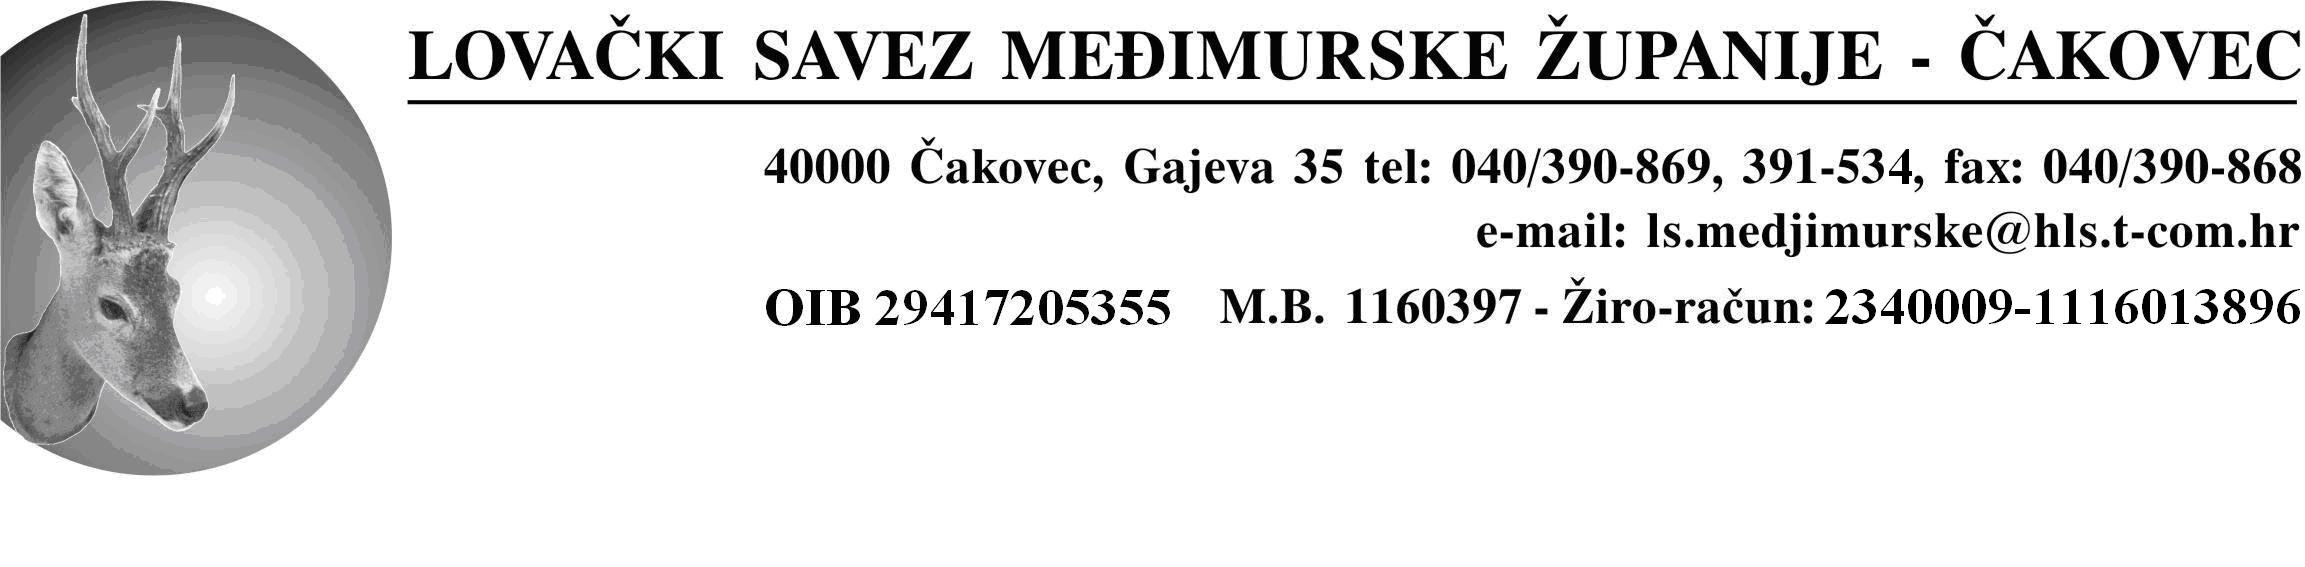 LOVAČKI SAVEZ MEĐIMURSKE ŽUPANIJE - ČAKOVEC
40000 Čakovec, Gajeva 35 tel: 040/390-869, 391-534, fax: 040/390-868
e-mail: ls.medjimurske@hls.t-com.hr
OIB 29417205355 M.B. 1160397 - Žiro-račun: 2340009-1116013896